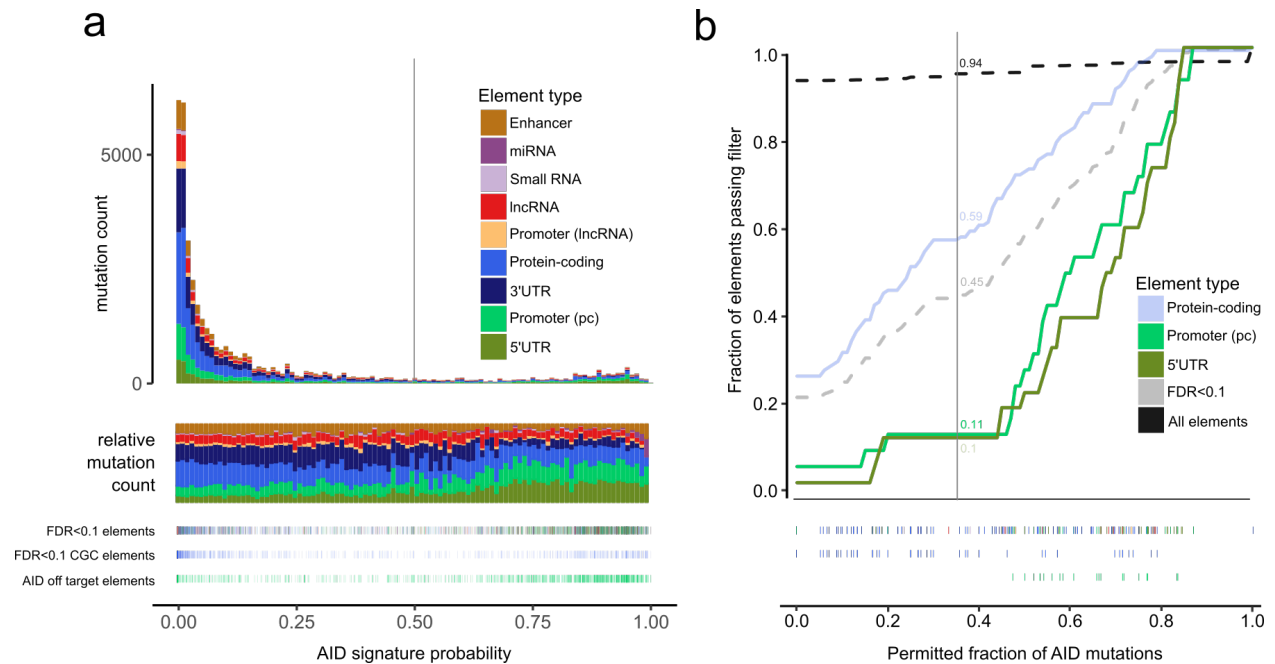 a
mutation count
5000
0
Element type
Enhancer
miRNA
Small RNA
lncRNA
Promoter (lncRNA)
Protein-coding
3'UTR
Promoter (pc)
5'UTR
relative
mutation
count
FDR<0.1 elements
FDR<0.1 CGC elements
AID off target elements
0.00 0.25 0.50 0.75 1.00
AID signature probability
b
Fraction of elements passing filter
1.0
0.8
0.6
0.4
0.2
0.0
0.94
0.59
0.45
0.11
0.1
Element type
Protein-coding
Promoter (pc)
5'UTR
FDR<0.1
All elements
0.0 0.2 0.4 0.6 0.8 1.0
Permitted fraction of AID mutations